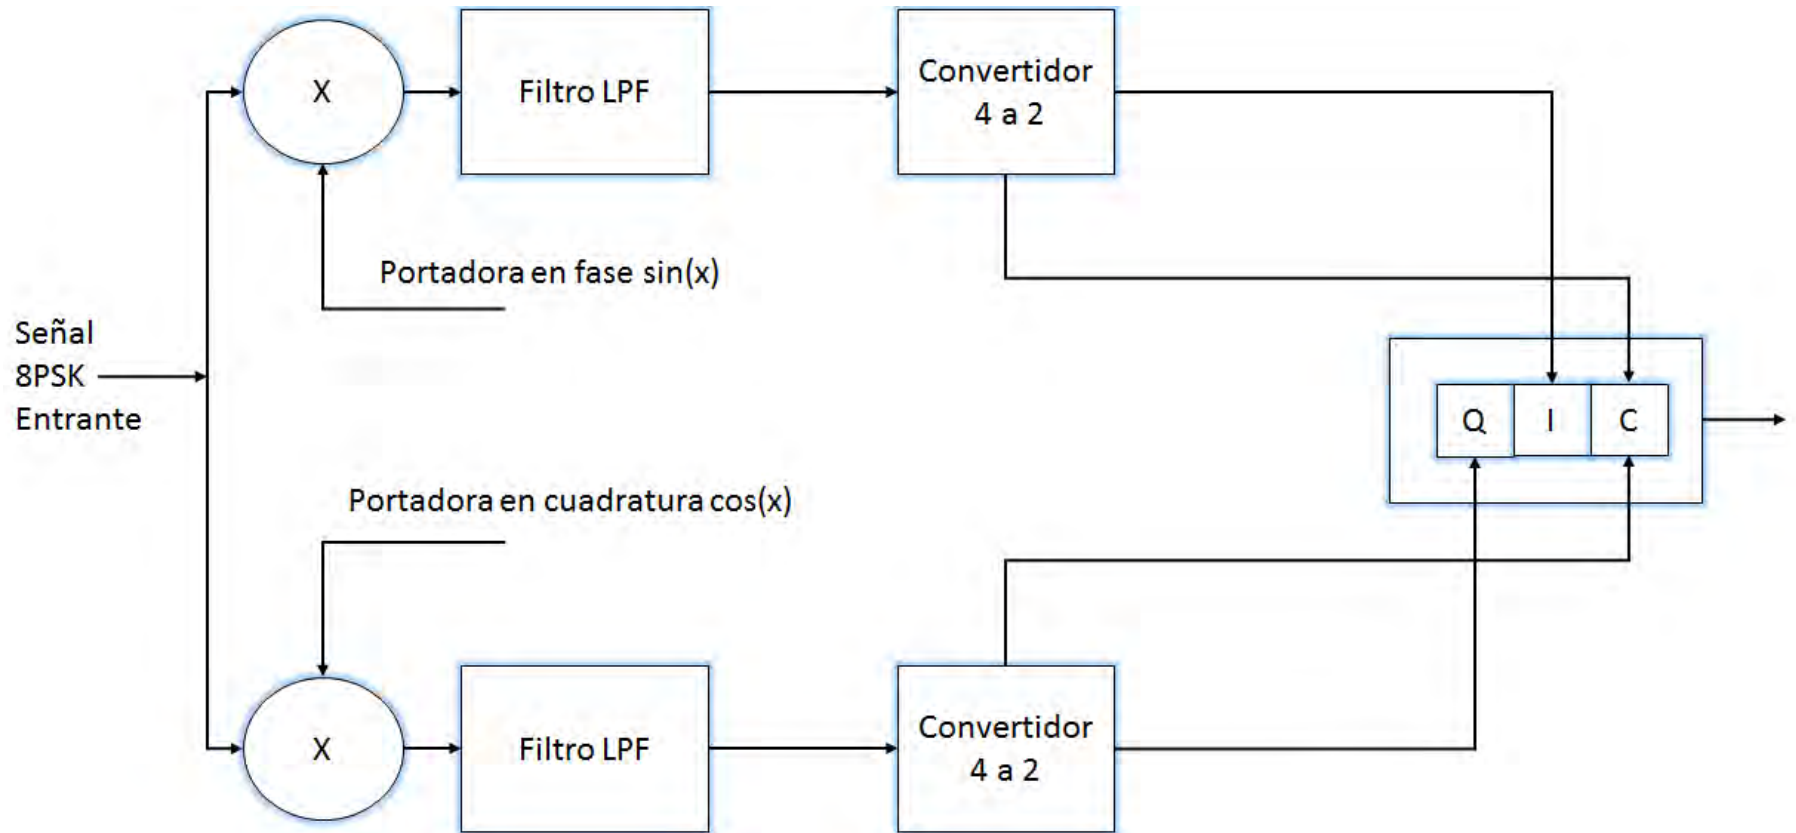 X
Filtro LPF
Convertidor
4 a 2
Portadora en fase sin(x)
Señal
8PSK
Entrante
Q I C
Portadora en cuadratura cos(x)
X
Filtro LPF
Convertidor
4 a 2